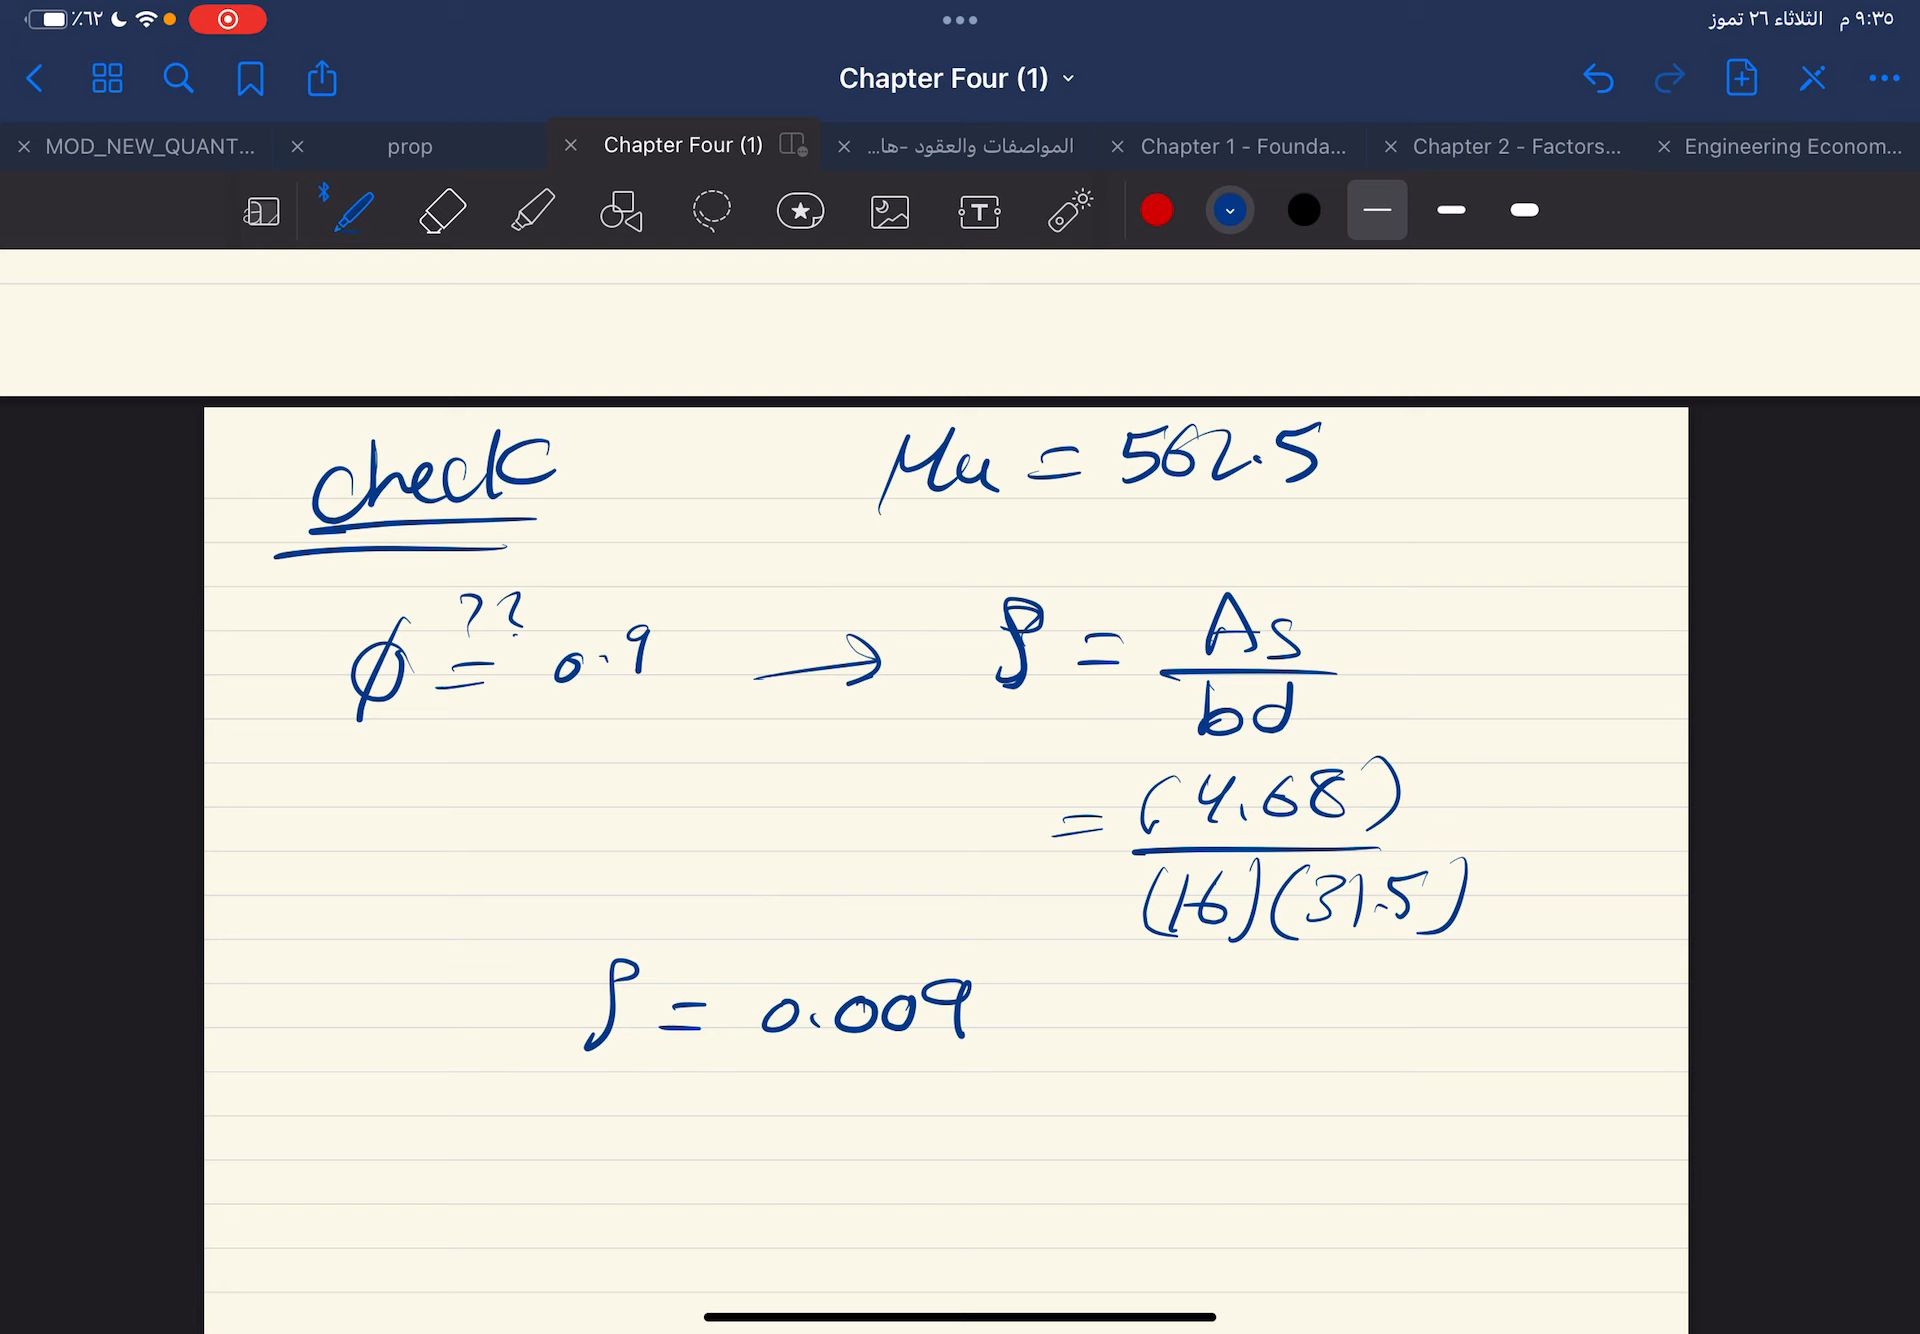 ٪٦٢
٩:٣٥ م الثلاثاء ٢٦ تموز
Chapter Four (1)
MOD_NEW_QUANT...
prop
Chapter Four (1)
المواصفات والعقود -ها...
Chapter 1 - Founda...
Chapter 2 - Factors...
Engineering Econom...
T
check
Mu = 562.5
??
ϕ = 0.9 → ρ = As
bd
= (4.68)
(16)(31.5)
ρ = 0.009